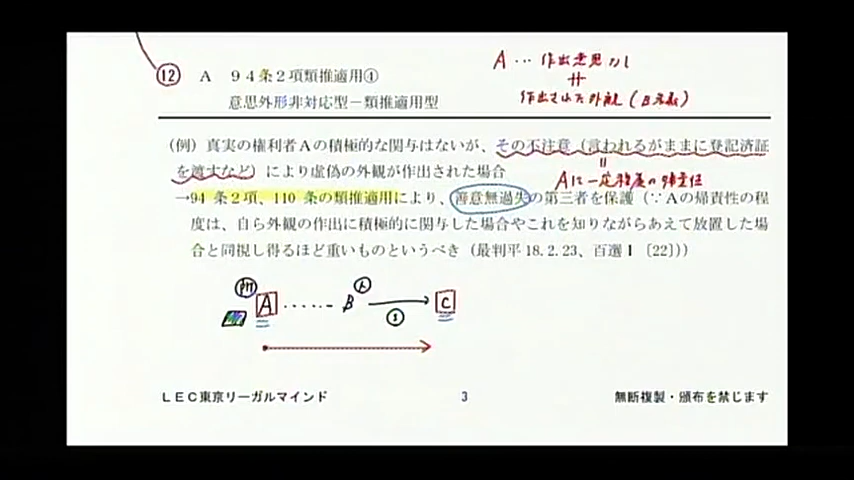 ⑫ A 94条2項類推適用④
意思外形非対応型－類推適用型
A … 作出意思なし
作出された外観（B名義）
（例）真実の権利者Aの積極的な関与はないが、その不注意（言われるがままに登記済証
を渡すなど）により虚偽の外観が作出された場合
Aに一定程度の帰責性
→94条2項、110条の類推適用により、善意無過失の第三者を保護（∵Aの帰責性の程
度は、自ら外観の作出に積極的に関与した場合やこれを知りながらあえて放置した場
合と同視し得るほど重いものというべき（最判平18.2.23、百選Ⅰ〔22〕））
A …… B → C
①
LEC東京リーガルマインド
3
無断複製・頒布を禁じます